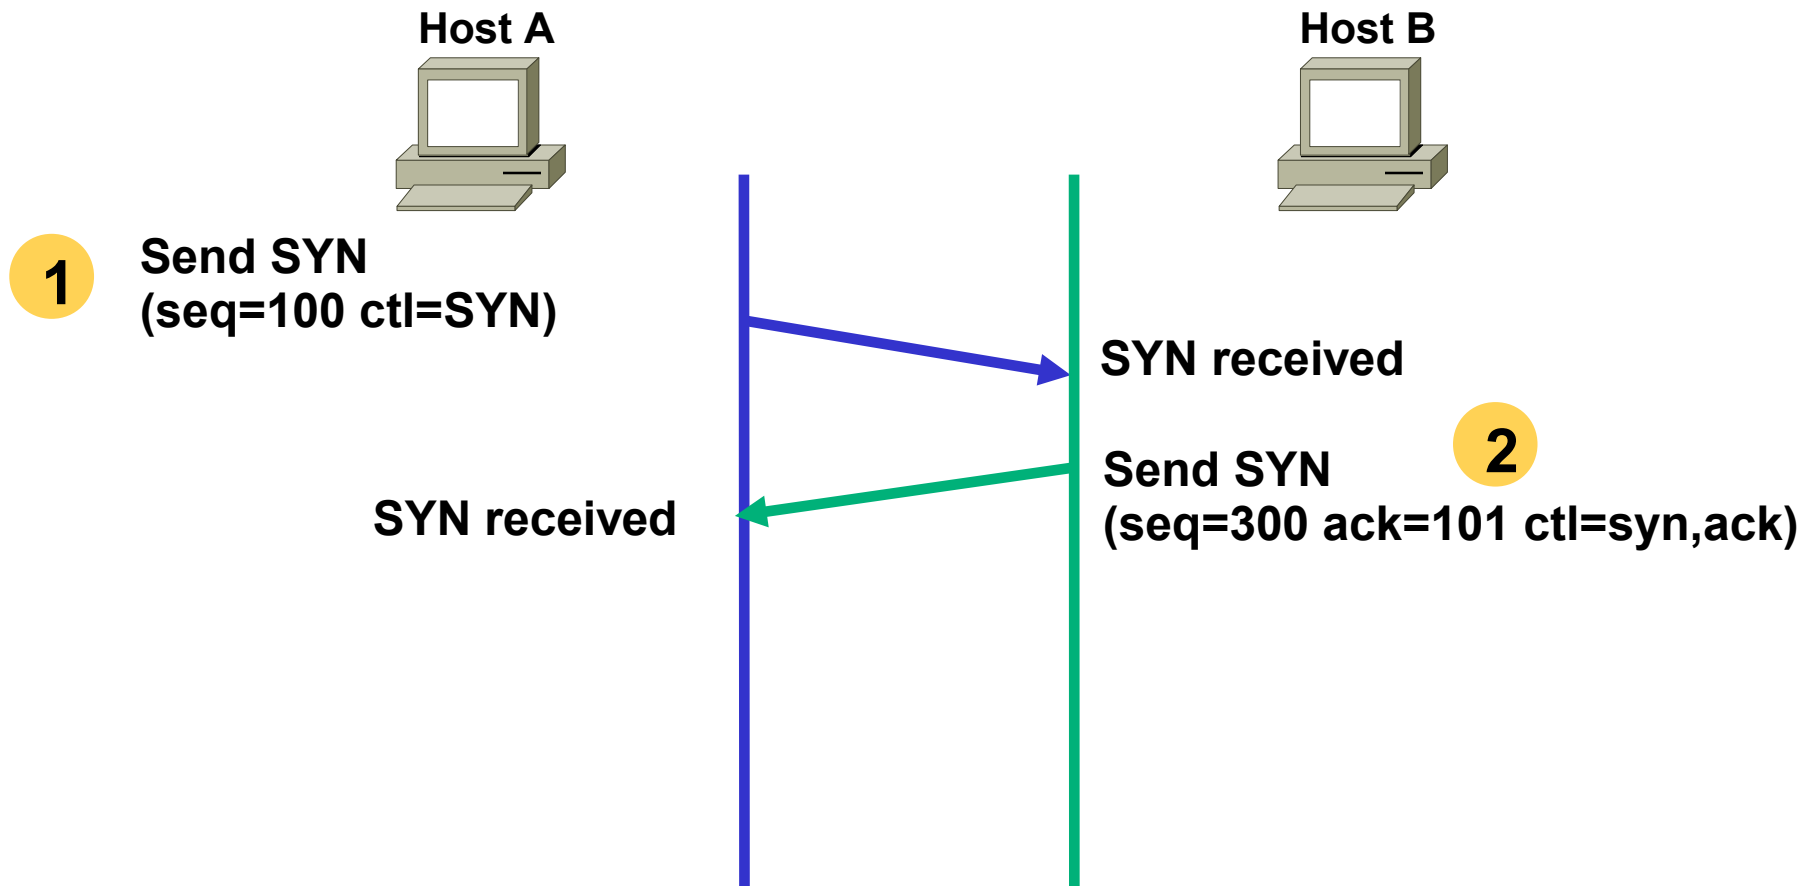 Host A
Host B
1
Send SYN
(seq=100 ctl=SYN)
SYN received
2
Send SYN
(seq=300 ack=101 ctl=syn,ack)
SYN received